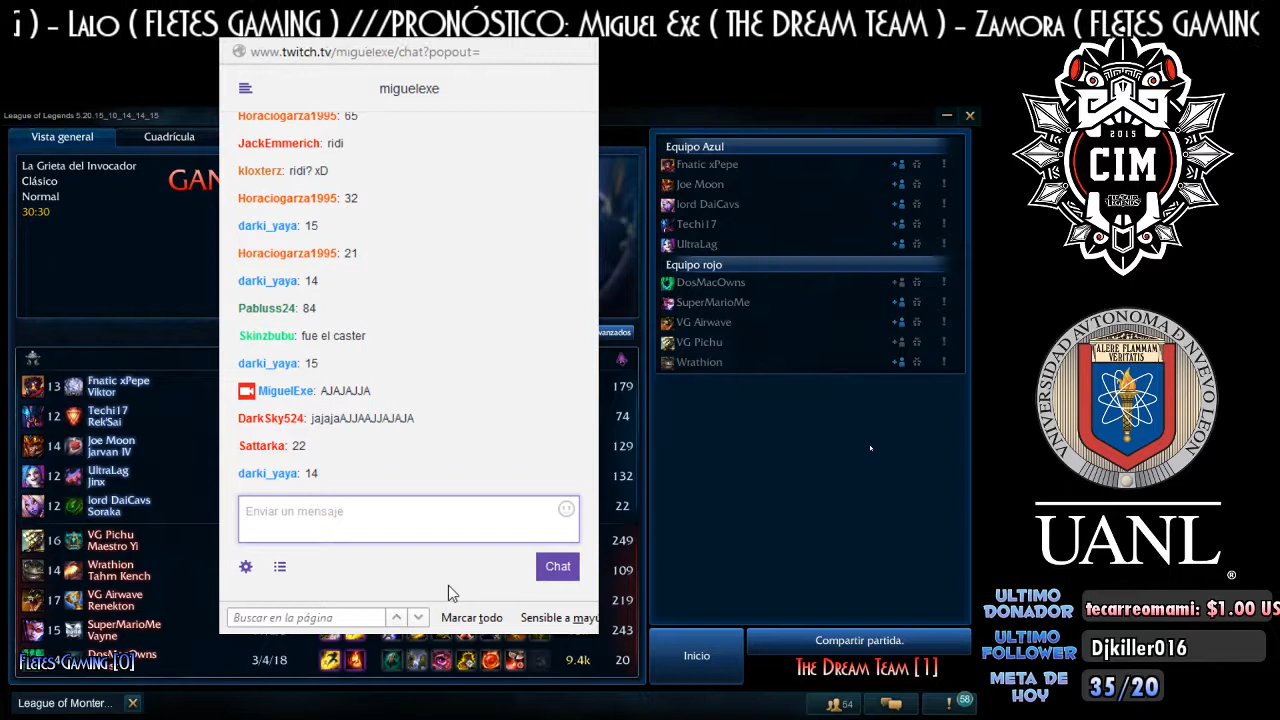 ) – Lalo ( FLETES GAMING ) ///PRONÓSTICO: Miguel Exe ( THE DREAM TEAM ) – Zamora ( FLETES GAMING
www.twitch.tv/miguelexe/chat?popout=
miguelexe
Horaciogarza1995: 65
JackEmmerich: ridi
kloxterz: ridi? xD
Horaciogarza1995: 32
darki_yaya: 15
Horaciogarza1995: 21
darki_yaya: 14
Pabluss24: 84
Skinzbubu: fue el caster
darki_yaya: 15
MiguelExe: AJAJAJJA
DarkSky524: jajajaAJJAAJJAJAJA
Sattarka: 22
darki_yaya: 14
Enviar un mensaje
Chat
Buscar en la página
Marcar todo
Sensible a mayú
League of Legends 5.20.15_10_14_14_15
Vista general
Cuadrícula
La Grieta del Invocador
Clásico
Normal
30:30
GAN
avanzados
13 Fnatic xPepe
Viktor
179
12 Techi17
Rek'Sai
74
14 Joe Moon
Jarvan IV
129
12 UltraLag
Jinx
132
12 lord DaiCavs
Soraka
22
16 VG Pichu
Maestro Yi
249
14 Wrathion
Tahm Kench
109
17 VG Airwave
Renekton
219
15 SuperMarioMe
Vayne
243
3/4/18
9.4k
20
Fletes Gaming [0]
The Dream Team [1]
Equipo Azul
Fnatic xPepe
Joe Moon
lord DaiCavs
Techi17
UltraLag
Equipo rojo
DosMacOwns
SuperMarioMe
VG Airwave
VG Pichu
Wrathion
Inicio
Compartir partida.
League of Monter...
64
58
2015
CIM
LEAGUE LEGENDS
UNIVERSIDAD AUTONOMA DE NUEVO LEON
ALERE FLAMMAM
VERITATIS
UANL
®
ULTIMO
DONADOR
tecarreomami: $1.00 US
ULTIMO
FOLLOWER
Djkiller016
META DE
HOY
35/20